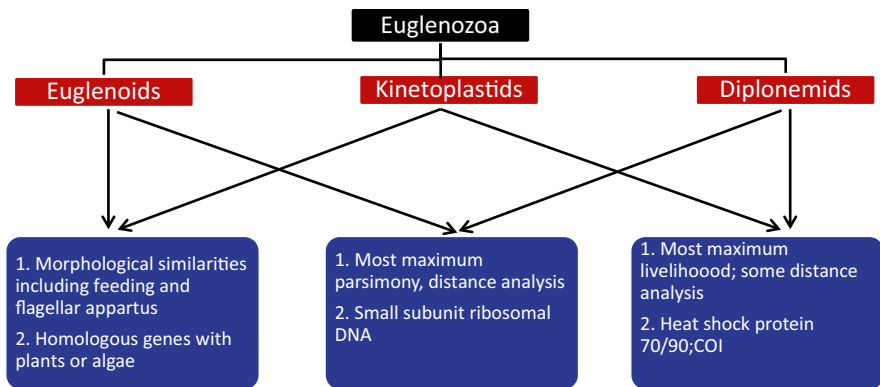 Euglenozoa
Euglenoids
Kinetoplastids
Diplonemids
1. Morphological similarities
including feeding and
flagellar appartus
2. Homologous genes with
plants or algae
1. Most maximum
parsimony, distance analysis
2. Small subunit ribosomal
DNA
1. Most maximum
livelihoood; some distance
analysis
2. Heat shock protein
70/90;COI